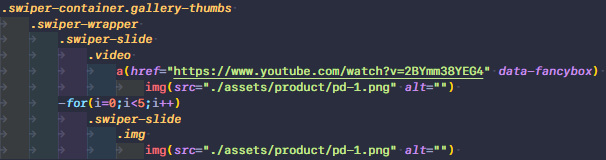 .swiper-container.gallery-thumbs
.swiper-wrapper
.swiper-slide
.video
a(href="https://www.youtube.com/watch?v=2BYmm38YEG4" data-fancybox)
img(src="./assets/product/pd-1.png" alt="")
-for(i=0;i<5;i++)
.swiper-slide
.img
img(src="./assets/product/pd-1.png" alt="")